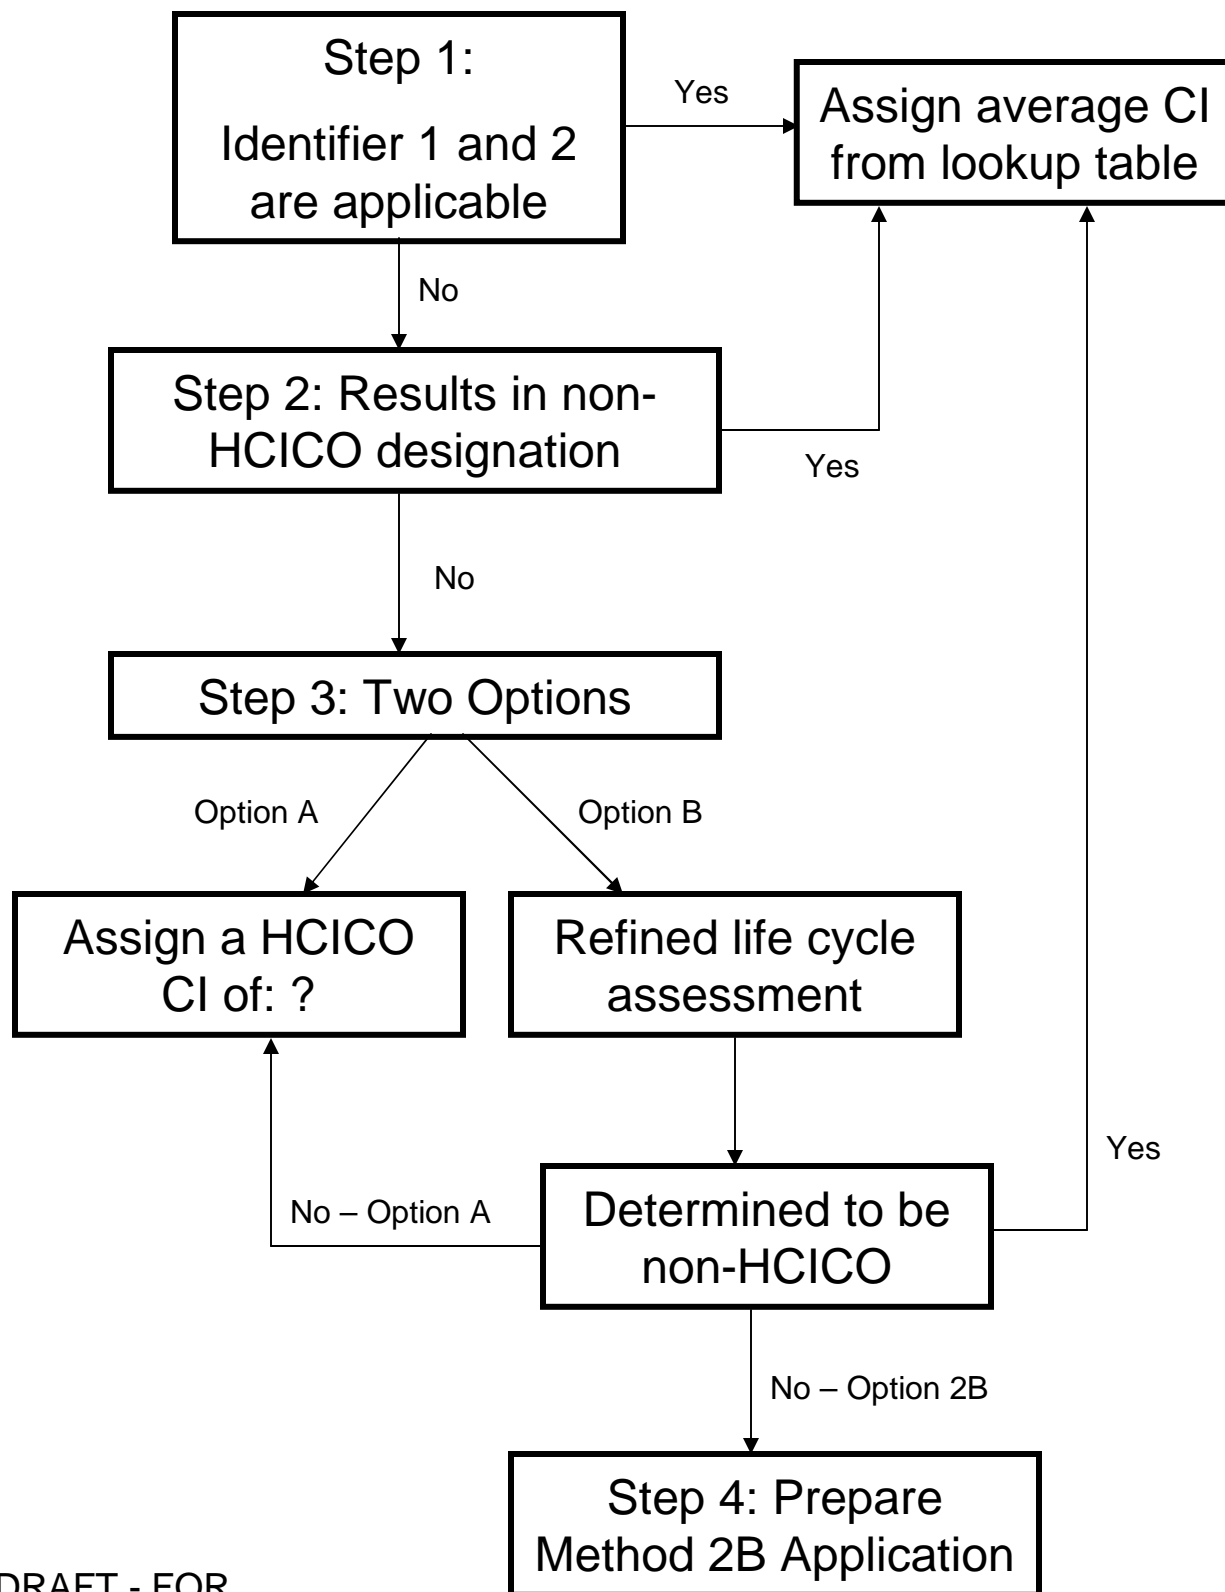 Step 1:
Identifier 1 and 2
are applicable
Yes
Assign average CI
from lookup table
No
Step 2: Results in non-
HCICO designation
Yes
No
Step 3: Two Options
Option A
Option B
Assign a HCICO
CI of: ?
Refined life cycle
assessment
Yes
No – Option A
Determined to be
non-HCICO
No – Option 2B
Step 4: Prepare
Method 2B Application
DRAFT - FOR